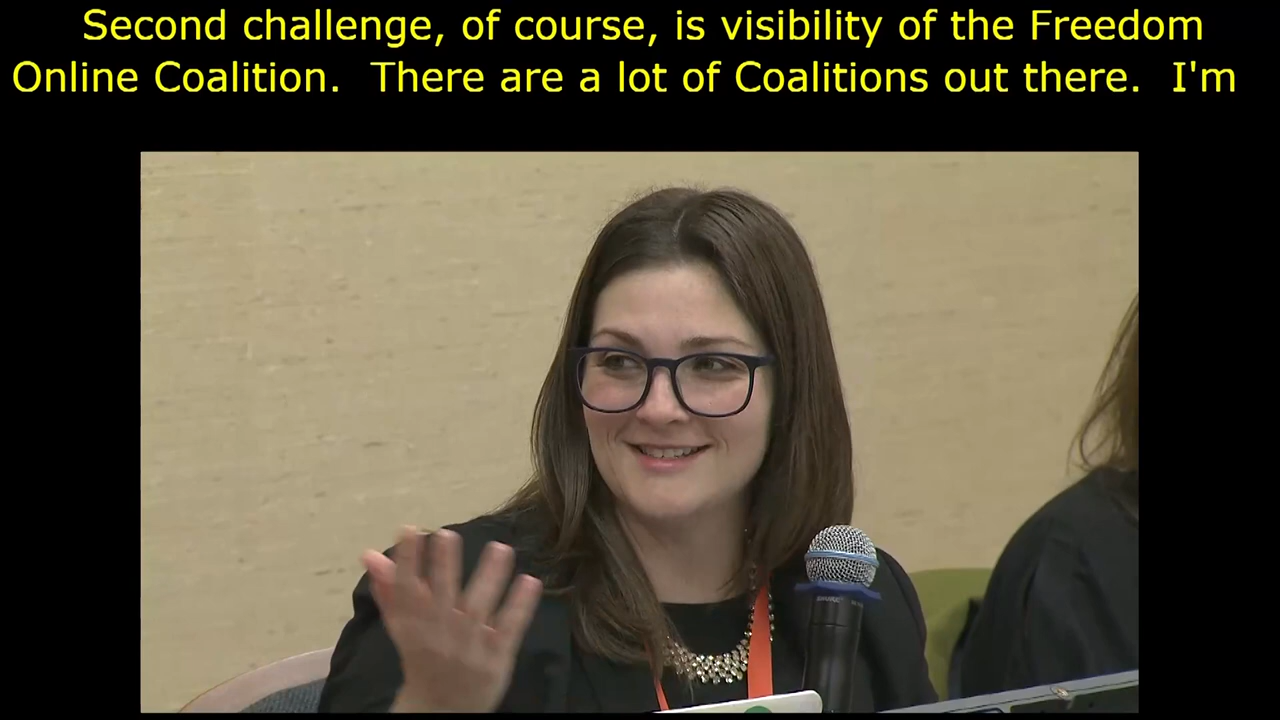 Second challenge, of course, is visibility of the Freedom
Online Coalition.  There are a lot of Coalitions out there.  I'm